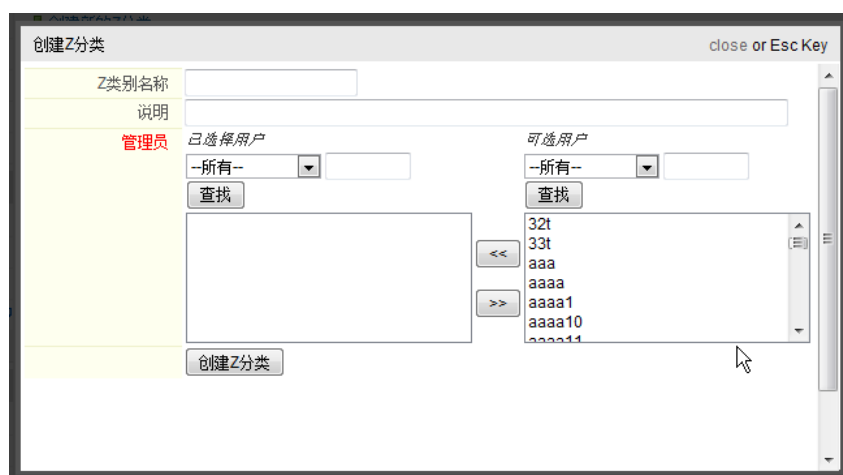 创建Z分类
close or Esc Key
Z类别名称
说明
管理员
已选择用户
可选用户
--所有--
--所有--
查找
查找
<<
>>
32t
33t
aaa
aaaa
aaaa1
aaaa10
aaaa11
创建Z分类